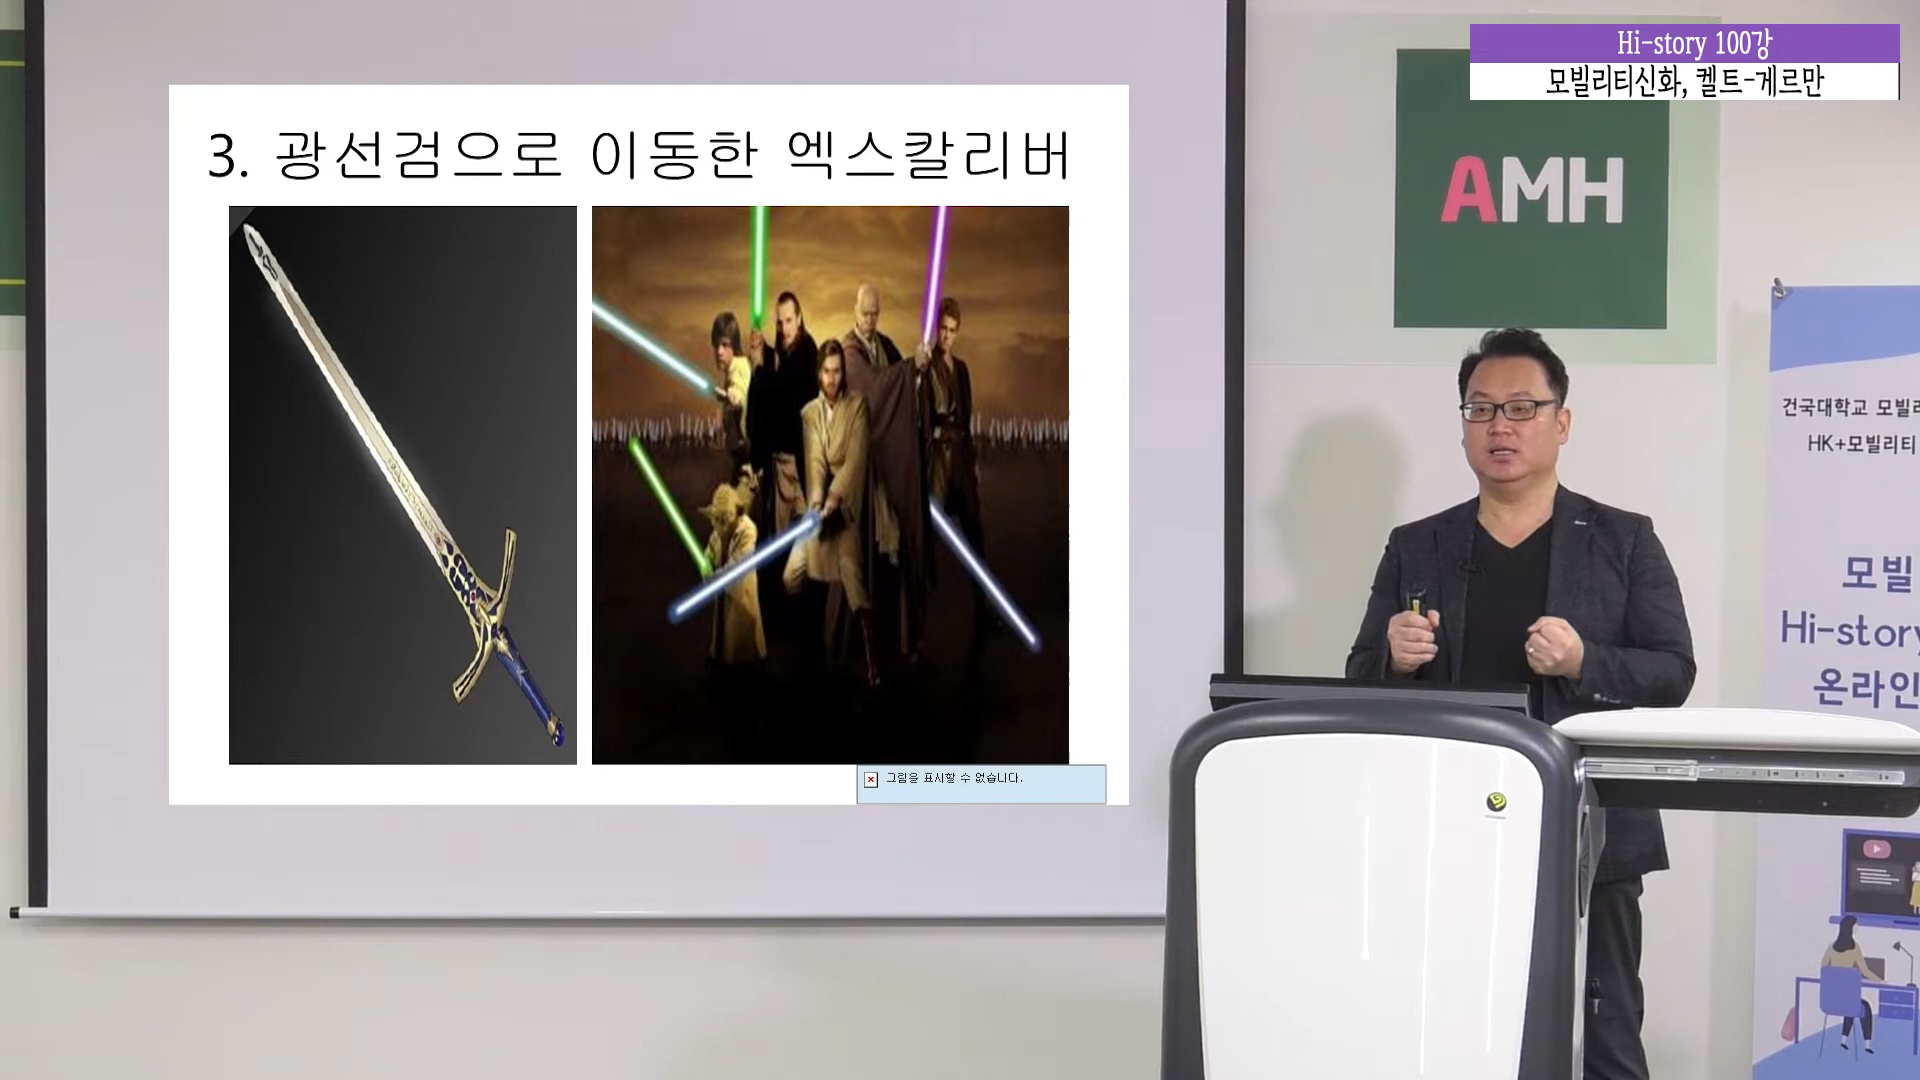 Hi-story 100강
모빌리티신화, 켈트-게르만
3. 광선검으로 이동한 엑스칼리버
그림을 표시할 수 없습니다.
AMH
건국대학교 모빌리
HK+모빌리티
모빌
Hi-story
온라인